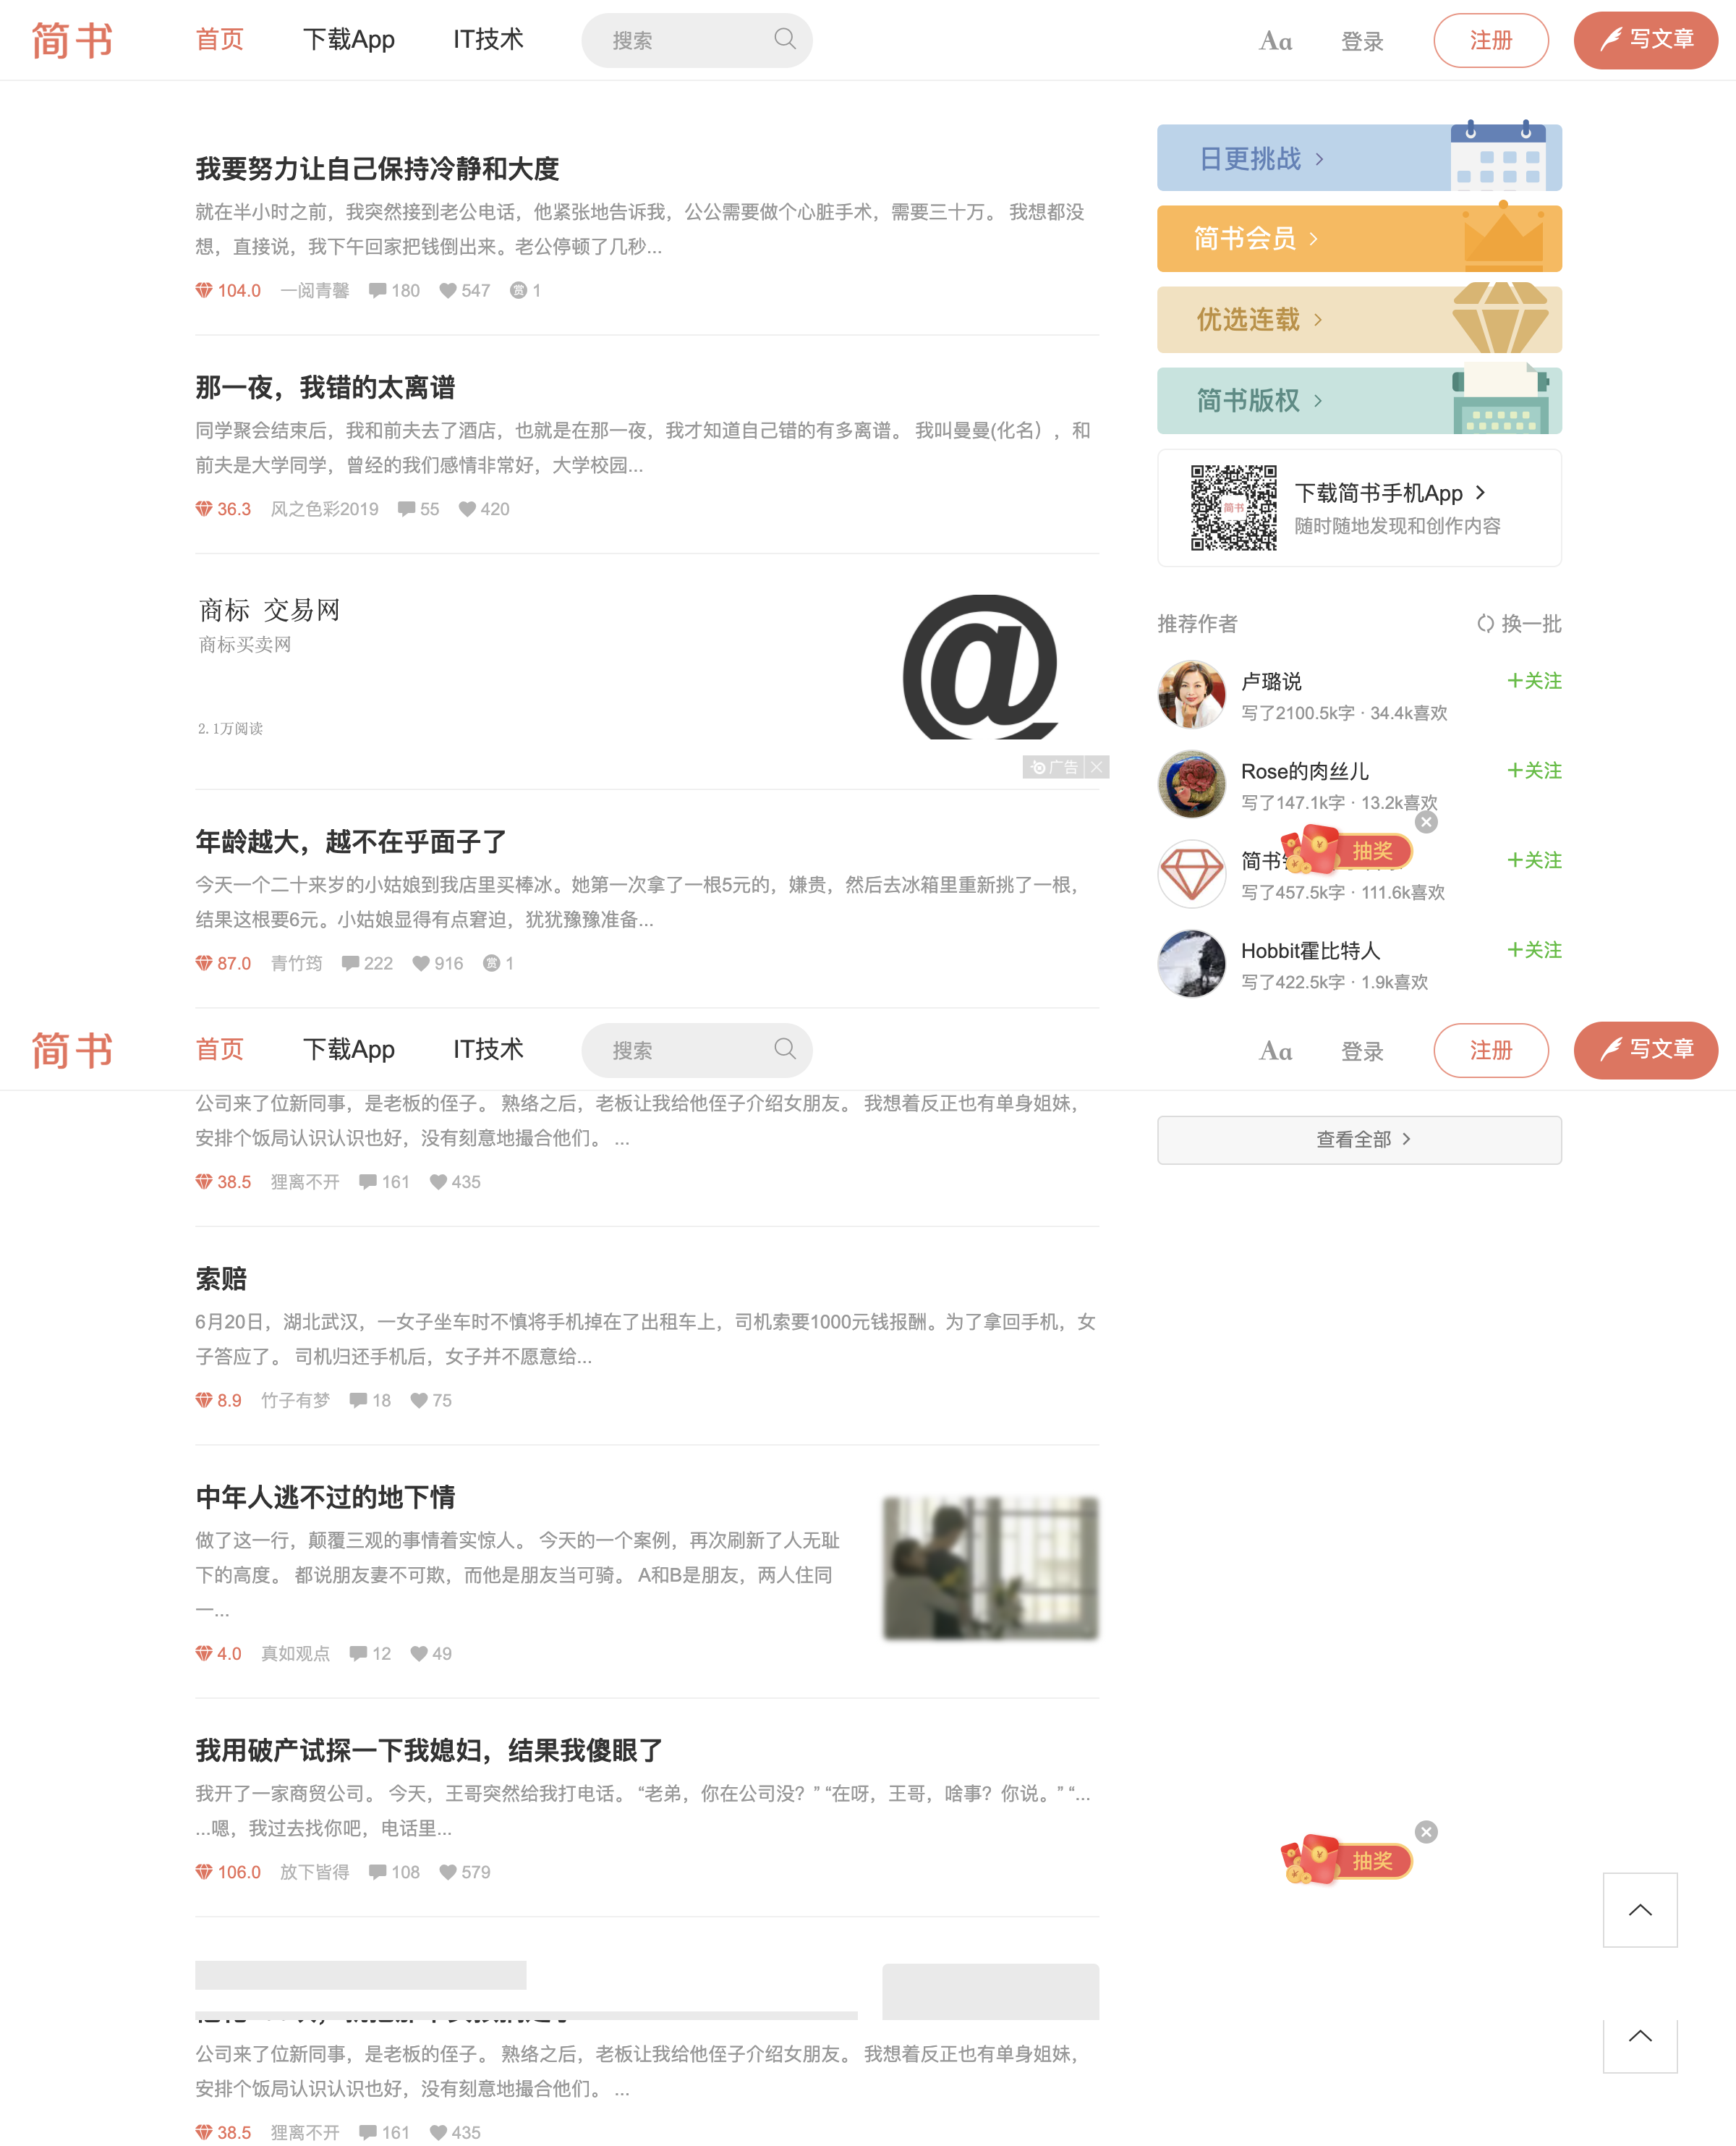 简书 首页 下载App IT技术 搜索 Aa 登录 注册 写文章
我要努力让自己保持冷静和大度
就在半小时之前，我突然接到老公电话，他紧张地告诉我，公公需要做个心脏手术，需要三十万。 我想都没
想，直接说，我下午回家把钱倒出来。老公停顿了几秒...
104.0 一阅青馨 180 547 赏 1
那一夜，我错的太离谱
同学聚会结束后，我和前夫去了酒店，也就是在那一夜，我才知道自己错的有多离谱。 我叫曼曼(化名），和
前夫是大学同学，曾经的我们感情非常好，大学校园...
36.3 风之色彩2019 55 420
商标 交易网
商标买卖网
2.1万阅读
广告
年龄越大，越不在乎面子了
今天一个二十来岁的小姑娘到我店里买棒冰。她第一次拿了一根5元的，嫌贵，然后去冰箱里重新挑了一根，
结果这根要6元。小姑娘显得有点窘迫，犹犹豫豫准备...
87.0 青竹筠 222 916 赏 1
日更挑战
简书会员
优选连载
简书版权
简书
下载简书手机App
随时随地发现和创作内容
推荐作者 换一批
卢璐说 +关注
写了2100.5k字 · 34.4k喜欢
Rose的肉丝儿 +关注
写了147.1k字 · 13.2k喜欢
抽奖
简书 +关注
写了457.5k字 · 111.6k喜欢
Hobbit霍比特人 +关注
写了422.5k字 · 1.9k喜欢
简书 首页 下载App IT技术 搜索 Aa 登录 注册 写文章
公司来了位新同事，是老板的侄子。 熟络之后，老板让我给他侄子介绍女朋友。 我想着反正也有单身姐妹，
安排个饭局认识认识也好，没有刻意地撮合他们。 ...
38.5 狸离不开 161 435
查看全部
索赔
6月20日，湖北武汉，一女子坐车时不慎将手机掉在了出租车上，司机索要1000元钱报酬。为了拿回手机，女
子答应了。 司机归还手机后，女子并不愿意给...
8.9 竹子有梦 18 75
中年人逃不过的地下情
做了这一行，颠覆三观的事情着实惊人。 今天的一个案例，再次刷新了人无耻
下的高度。 都说朋友妻不可欺，而他是朋友当可骑。 A和B是朋友，两人住同
一...
4.0 真如观点 12 49
我用破产试探一下我媳妇，结果我傻眼了
我开了一家商贸公司。 今天，王哥突然给我打电话。 “老弟，你在公司没？” “在呀，王哥，啥事？你说。” “...
...嗯，我过去找你吧，电话里...
106.0 放下皆得 108 579
抽奖
公司来了位新同事，是老板的侄子。 熟络之后，老板让我给他侄子介绍女朋友。 我想着反正也有单身姐妹，
安排个饭局认识认识也好，没有刻意地撮合他们。 ...
38.5 狸离不开 161 435